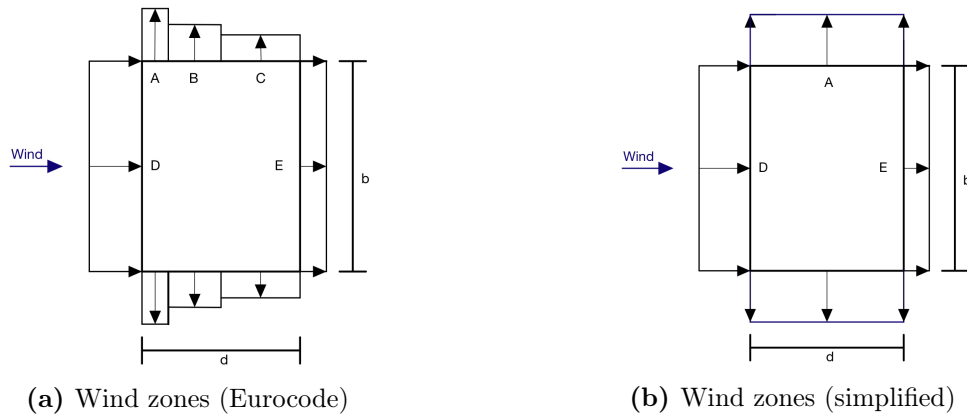 A B C
Wind
D E
b
d
(a) Wind zones (Eurocode)
A
Wind
D E
b
d
(b) Wind zones (simplified)